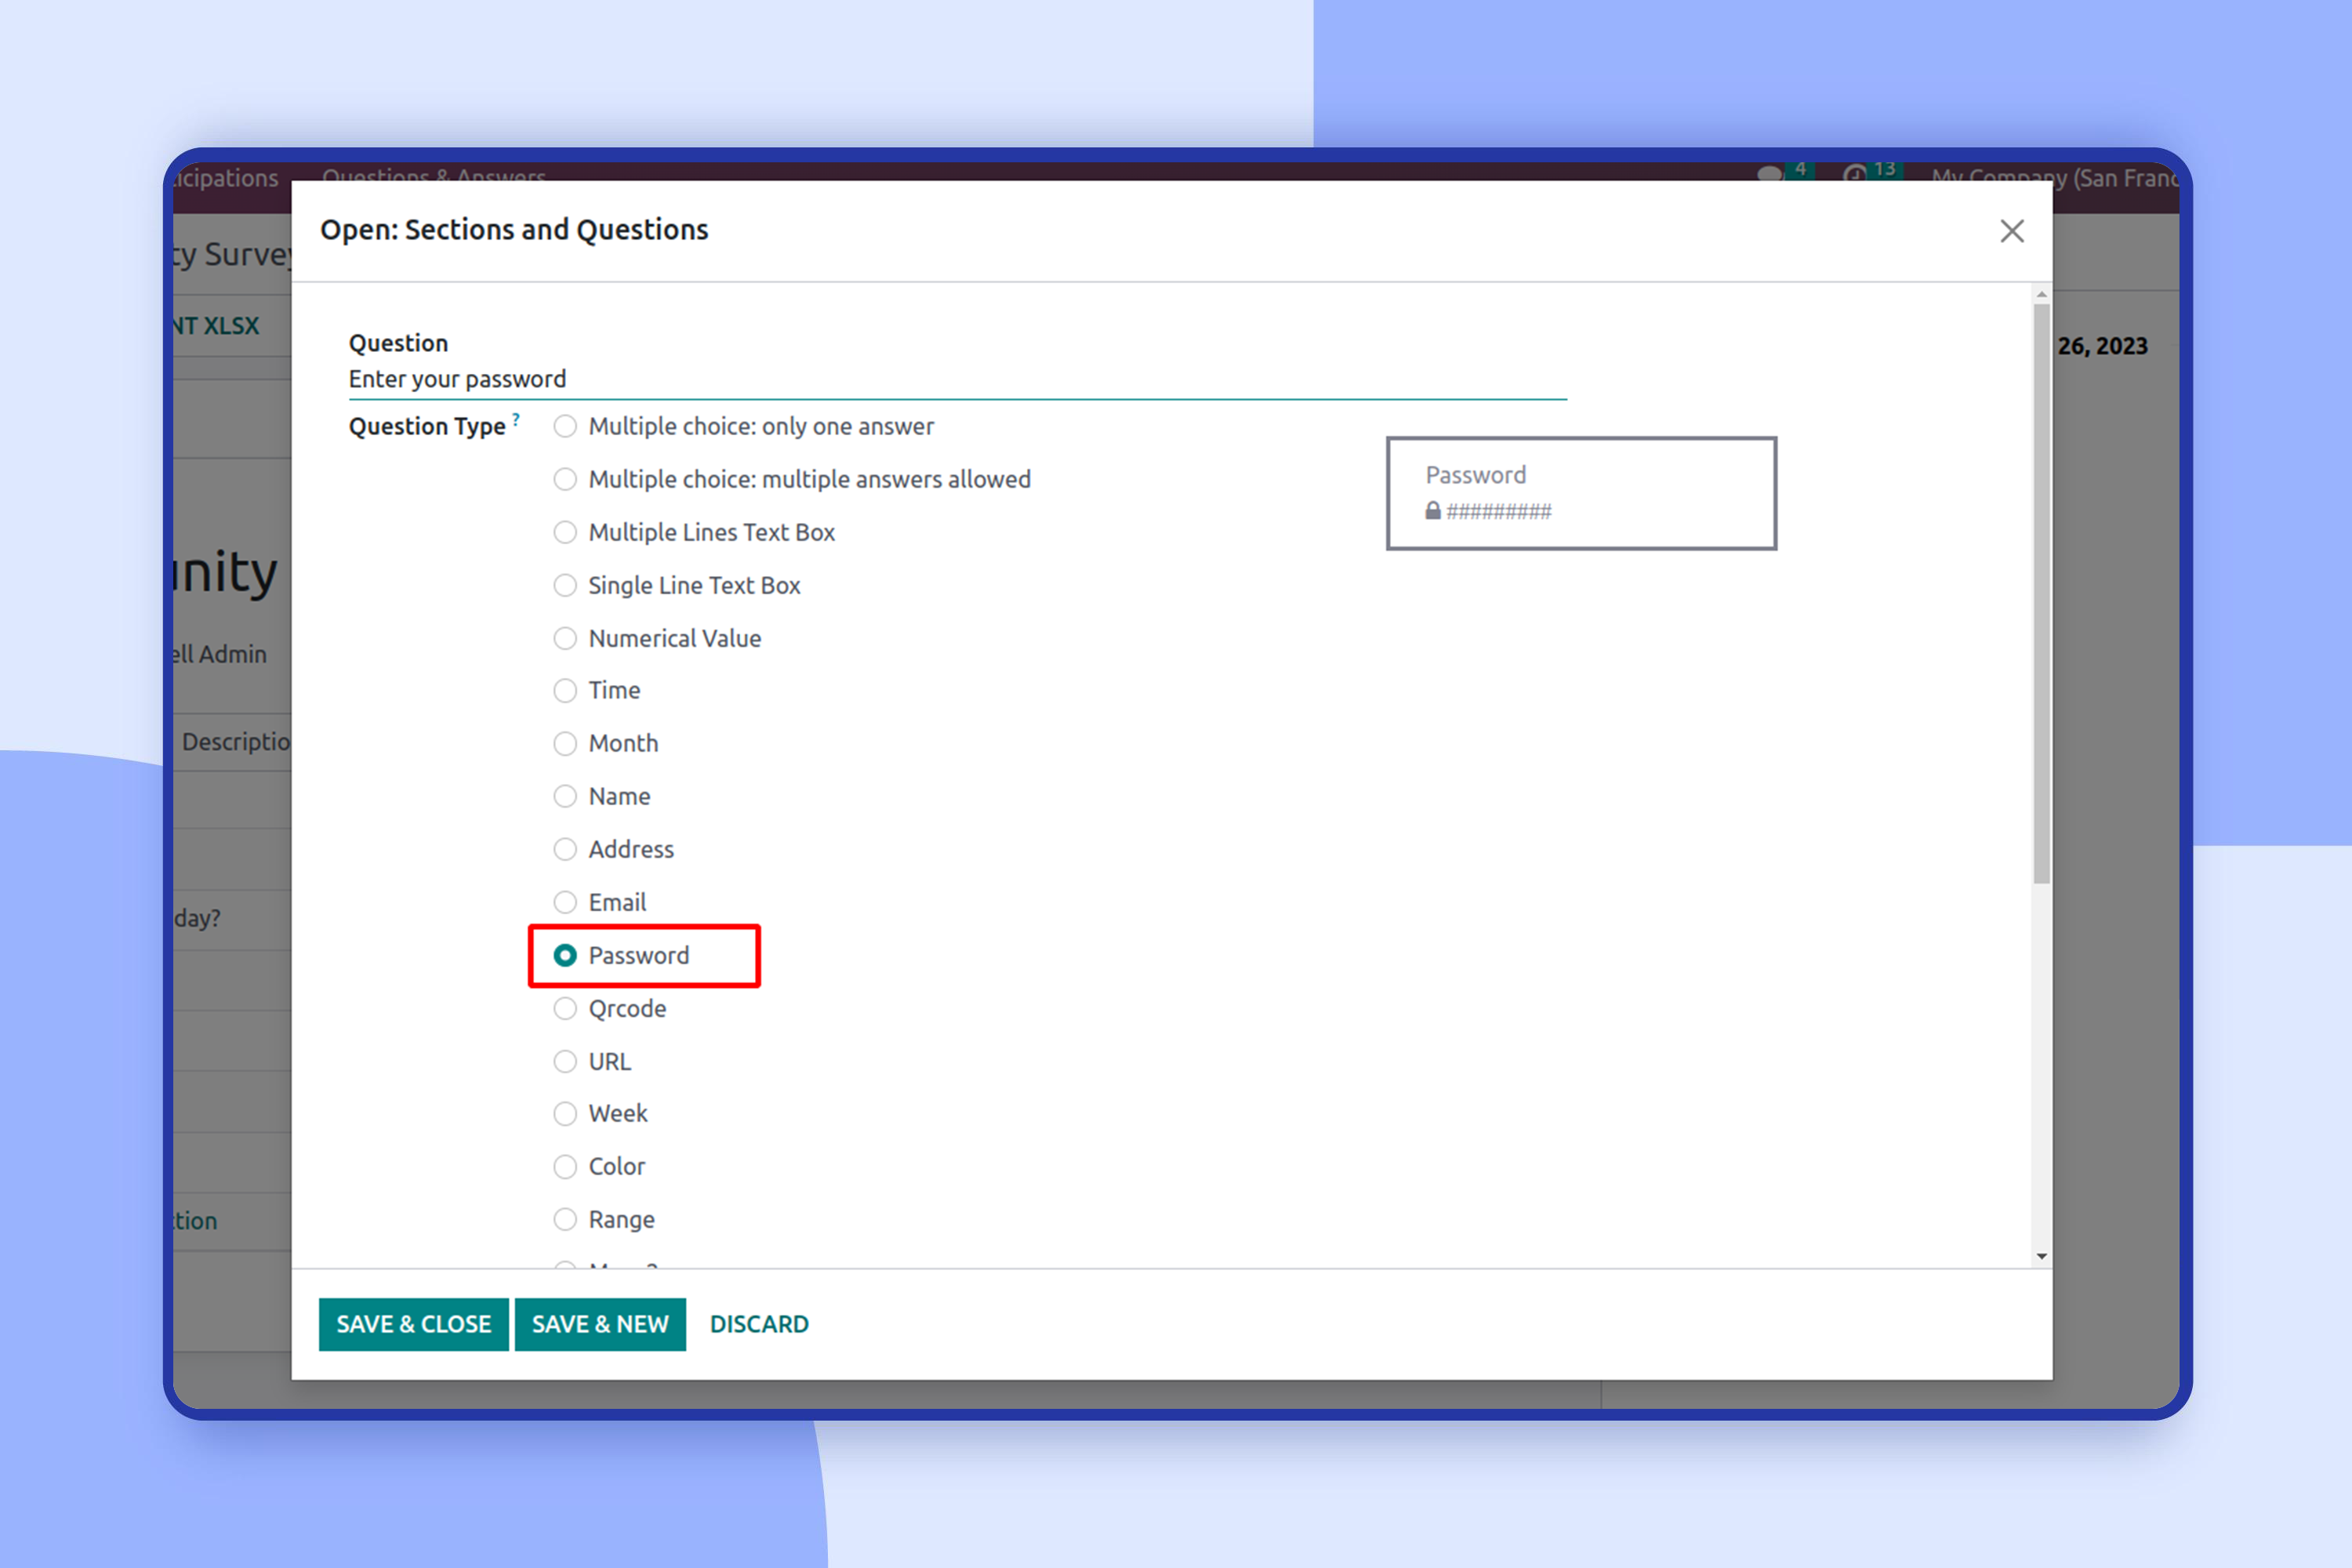 icipations Questions & Answers 4 13 My Company (San Franc
Open: Sections and Questions
ty Survey
NT XLSX
26, 2023
Question
Enter your password
Question Type ?
Multiple choice: only one answer
Multiple choice: multiple answers allowed
Password
#########
Multiple Lines Text Box
Single Line Text Box
unity
Numerical Value
ell Admin
Time
Descriptio
Month
Name
Address
Email
day?
Password
Qrcode
URL
Week
Color
Range
ction
SAVE & CLOSE SAVE & NEW DISCARD